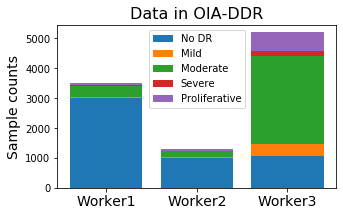 Data in OIA-DDR
Sample counts
5000
4000
3000
2000
1000
0
No DR
Mild
Moderate
Severe
Proliferative
Worker1 Worker2 Worker3